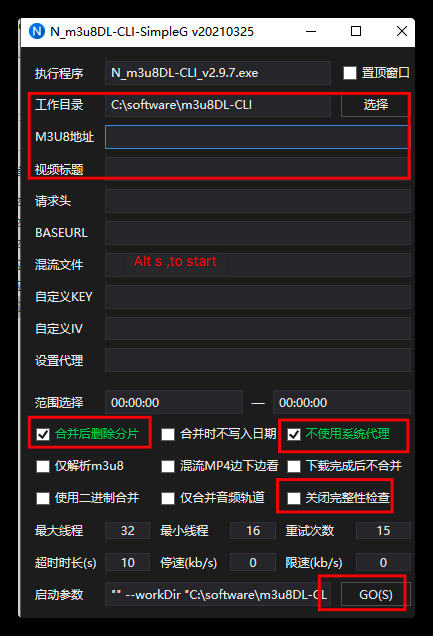 N_m3u8DL-CLI-SimpleG v20210325
执行程序 N_m3u8DL-CLI_v2.9.7.exe 置顶窗口
工作目录 C:\software\m3u8DL-CLI 选择
M3U8地址
视频标题
请求头
BASEURL
混流文件 Alt s ,to start
自定义KEY
自定义IV
设置代理
范围选择 00:00:00 — 00:00:00
合并后删除分片 合并时不写入日期 不使用系统代理
仅解析m3u8 混流MP4边下边看 下载完成后不合并
使用二进制合并 仅合并音频轨道 关闭完整性检查
最大线程 32 最小线程 16 重试次数 15
超时时长(s) 10 停速(kb/s) 0 限速(kb/s) 0
启动参数 "" --workDir "C:\software\m3u8DL-CL GO(S)